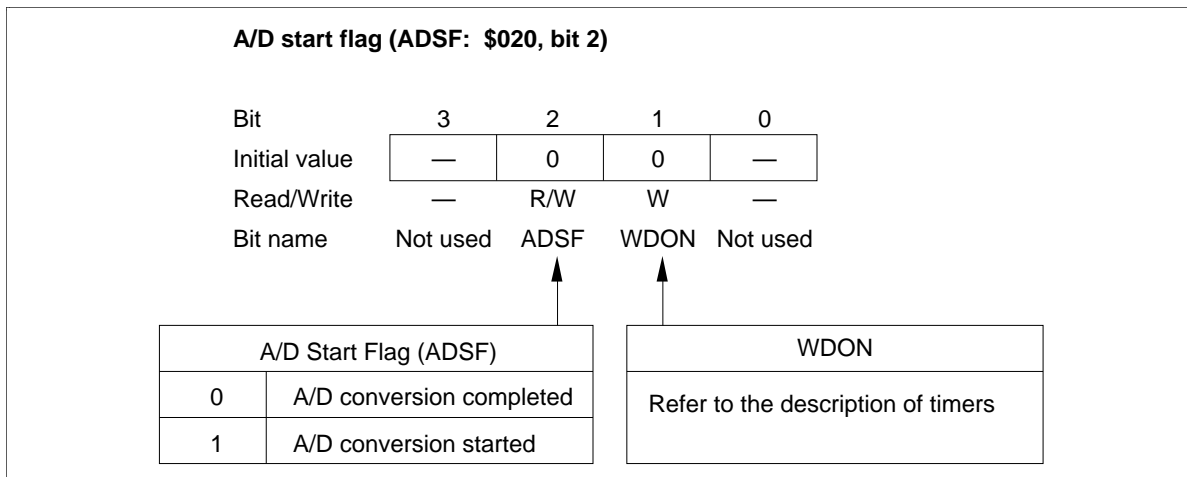 A/D start flag (ADSF: $020, bit 2)
Bit 3 2 1 0
Initial value — 0 0 —
Read/Write — R/W W —
Bit name Not used ADSF WDON Not used
A/D Start Flag (ADSF)
0 A/D conversion completed
1 A/D conversion started
WDON
Refer to the description of timers